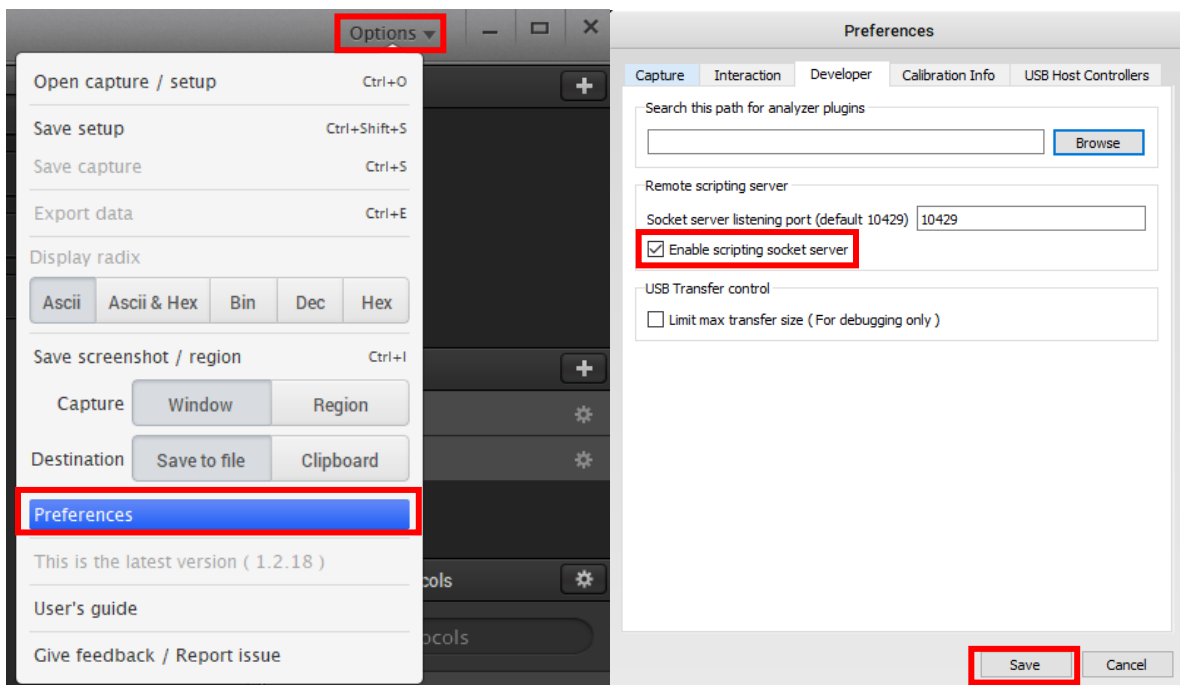 Options
Open capture / setup Ctrl+O
Save setup Ctrl+Shift+S
Save capture Ctrl+S
Export data Ctrl+E
Display radix
Ascii Ascii & Hex Bin Dec Hex
Save screenshot / region Ctrl+I
Capture Window Region
Destination Save to file Clipboard
Preferences
This is the latest version ( 1.2.18 )
User's guide
Give feedback / Report issue
cols
ocols
Preferences
Capture Interaction Developer Calibration Info USB Host Controllers
Search this path for analyzer plugins
Browse
Remote scripting server
Socket server listening port (default 10429) 10429
Enable scripting socket server
USB Transfer control
Limit max transfer size ( For debugging only )
Save Cancel